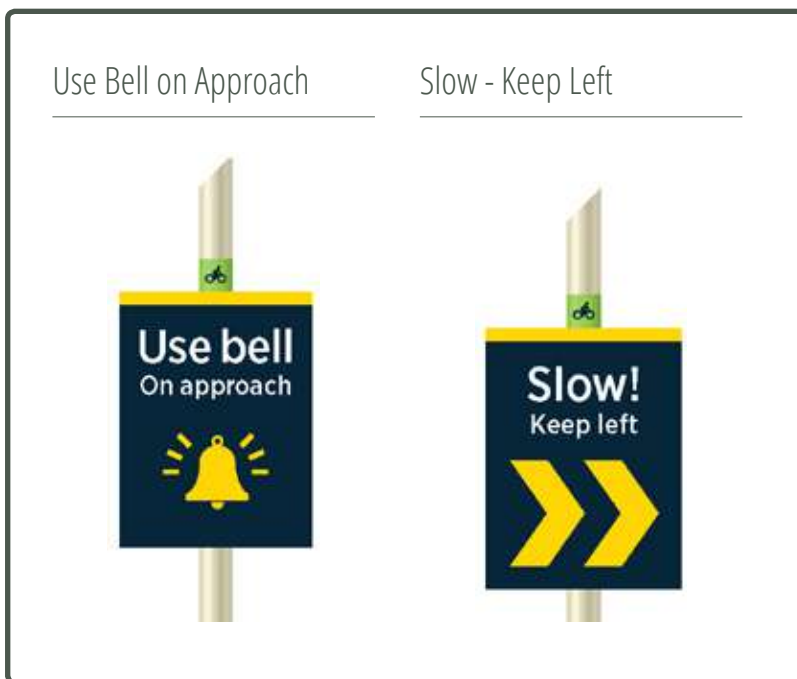 Use Bell on Approach
Slow - Keep Left
Use bell
On approach
Slow!
Keep left